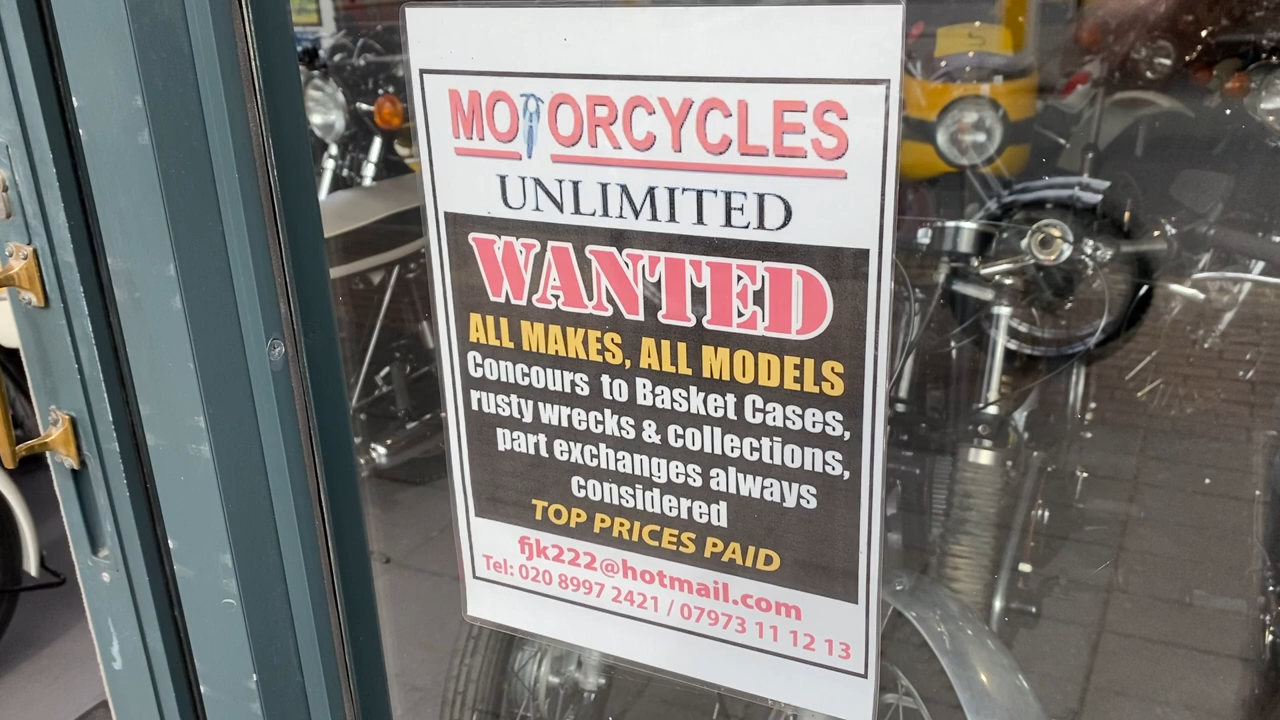 MOTORCYCLES
UNLIMITED
WANTED
ALL MAKES, ALL MODELS
Concours to Basket Cases,
rusty wrecks & collections,
part exchanges always
considered
TOP PRICES PAID
fjk222@hotmail.com
Tel: 020 8997 2421 / 07973 11 12 13